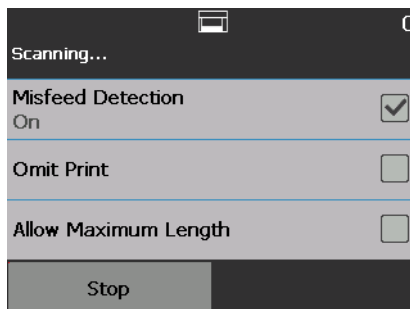 Scanning...
Misfeed Detection
On
Omit Print
Allow Maximum Length
Stop